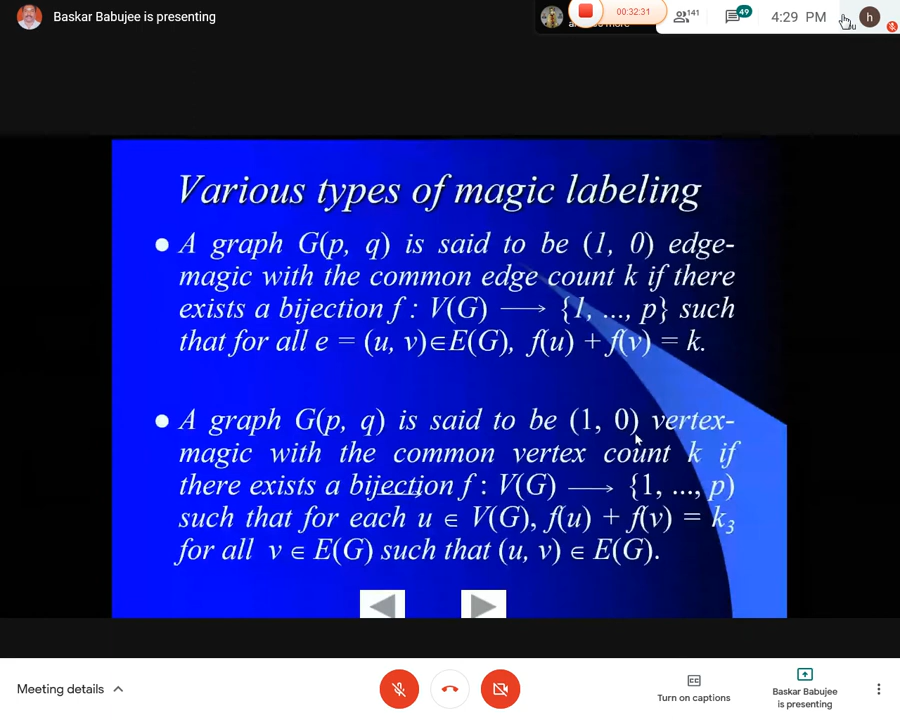 Baskar Babujee is presenting
00:32:31
141
49
4:29 PM
h
Various types of magic labeling
● A graph G(p, q) is said to be (1, 0) edge-
magic with the common edge count k if there
exists a bijection f : V(G) ⟶ {1, ..., p} such
that for all e = (u, v)∈E(G), f(u) + f(v) = k.
● A graph G(p, q) is said to be (1, 0) vertex-
magic with the common vertex count k if
there exists a bijection f : V(G) ⟶ {1, ..., p)
such that for each u ∈ V(G), f(u) + f(v) = k₃
for all v ∈ E(G) such that (u, v) ∈ E(G).
Meeting details
CC
Turn on captions
Baskar Babujee
is presenting